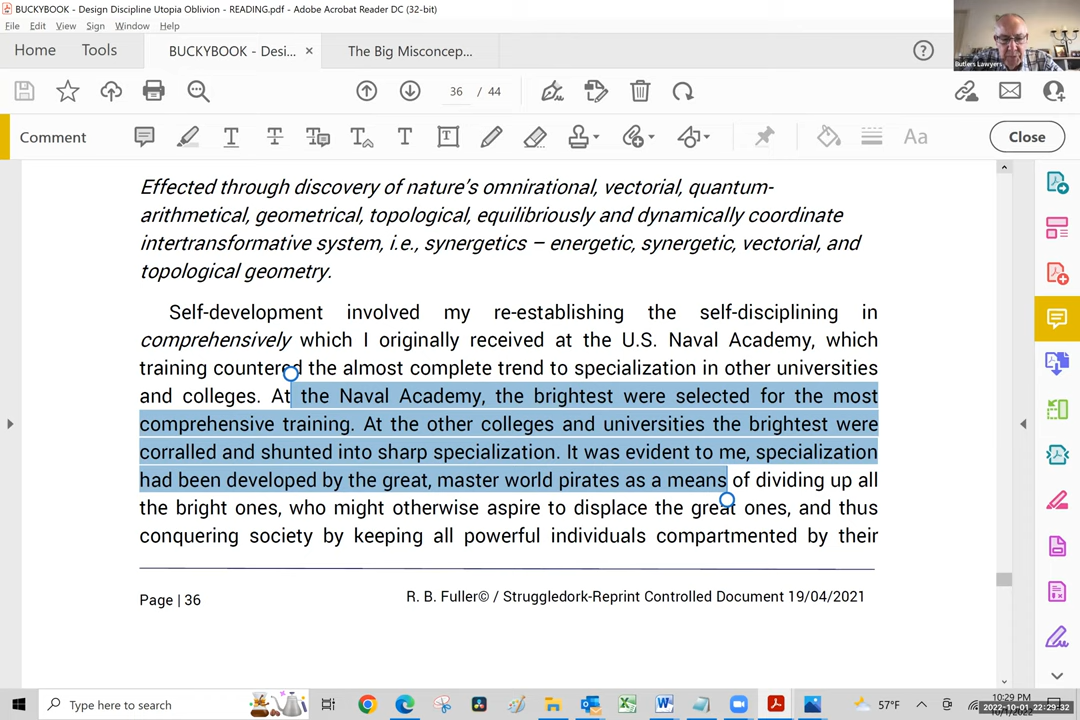 BUCKYBOOK - Design Discipline Utopia Oblivion - READING.pdf - Adobe Acrobat Reader DC (32-bit)
File Edit View Sign Window Help
Home Tools BUCKYBOOK - Desi... × The Big Misconcep...
Butlers Lawyers
36 / 44
Comment
Aa
Close
Effected through discovery of nature's omnirational, vectorial, quantum-
arithmetical, geometrical, topological, equilibriously and dynamically coordinate
intertransformative system, i.e., synergetics – energetic, synergetic, vectorial, and
topological geometry.
Self-development involved my re-establishing the self-disciplining in
comprehensively which I originally received at the U.S. Naval Academy, which
training countered the almost complete trend to specialization in other universities
and colleges. At the Naval Academy, the brightest were selected for the most
comprehensive training. At the other colleges and universities the brightest were
corralled and shunted into sharp specialization. It was evident to me, specialization
had been developed by the great, master world pirates as a means of dividing up all
the bright ones, who might otherwise aspire to displace the great ones, and thus
conquering society by keeping all powerful individuals compartmented by their
Page | 36
R. B. Fuller© / Struggledork-Reprint Controlled Document 19/04/2021
Type here to search
57°F
10:29 PM
2022-10-01 22:29:32